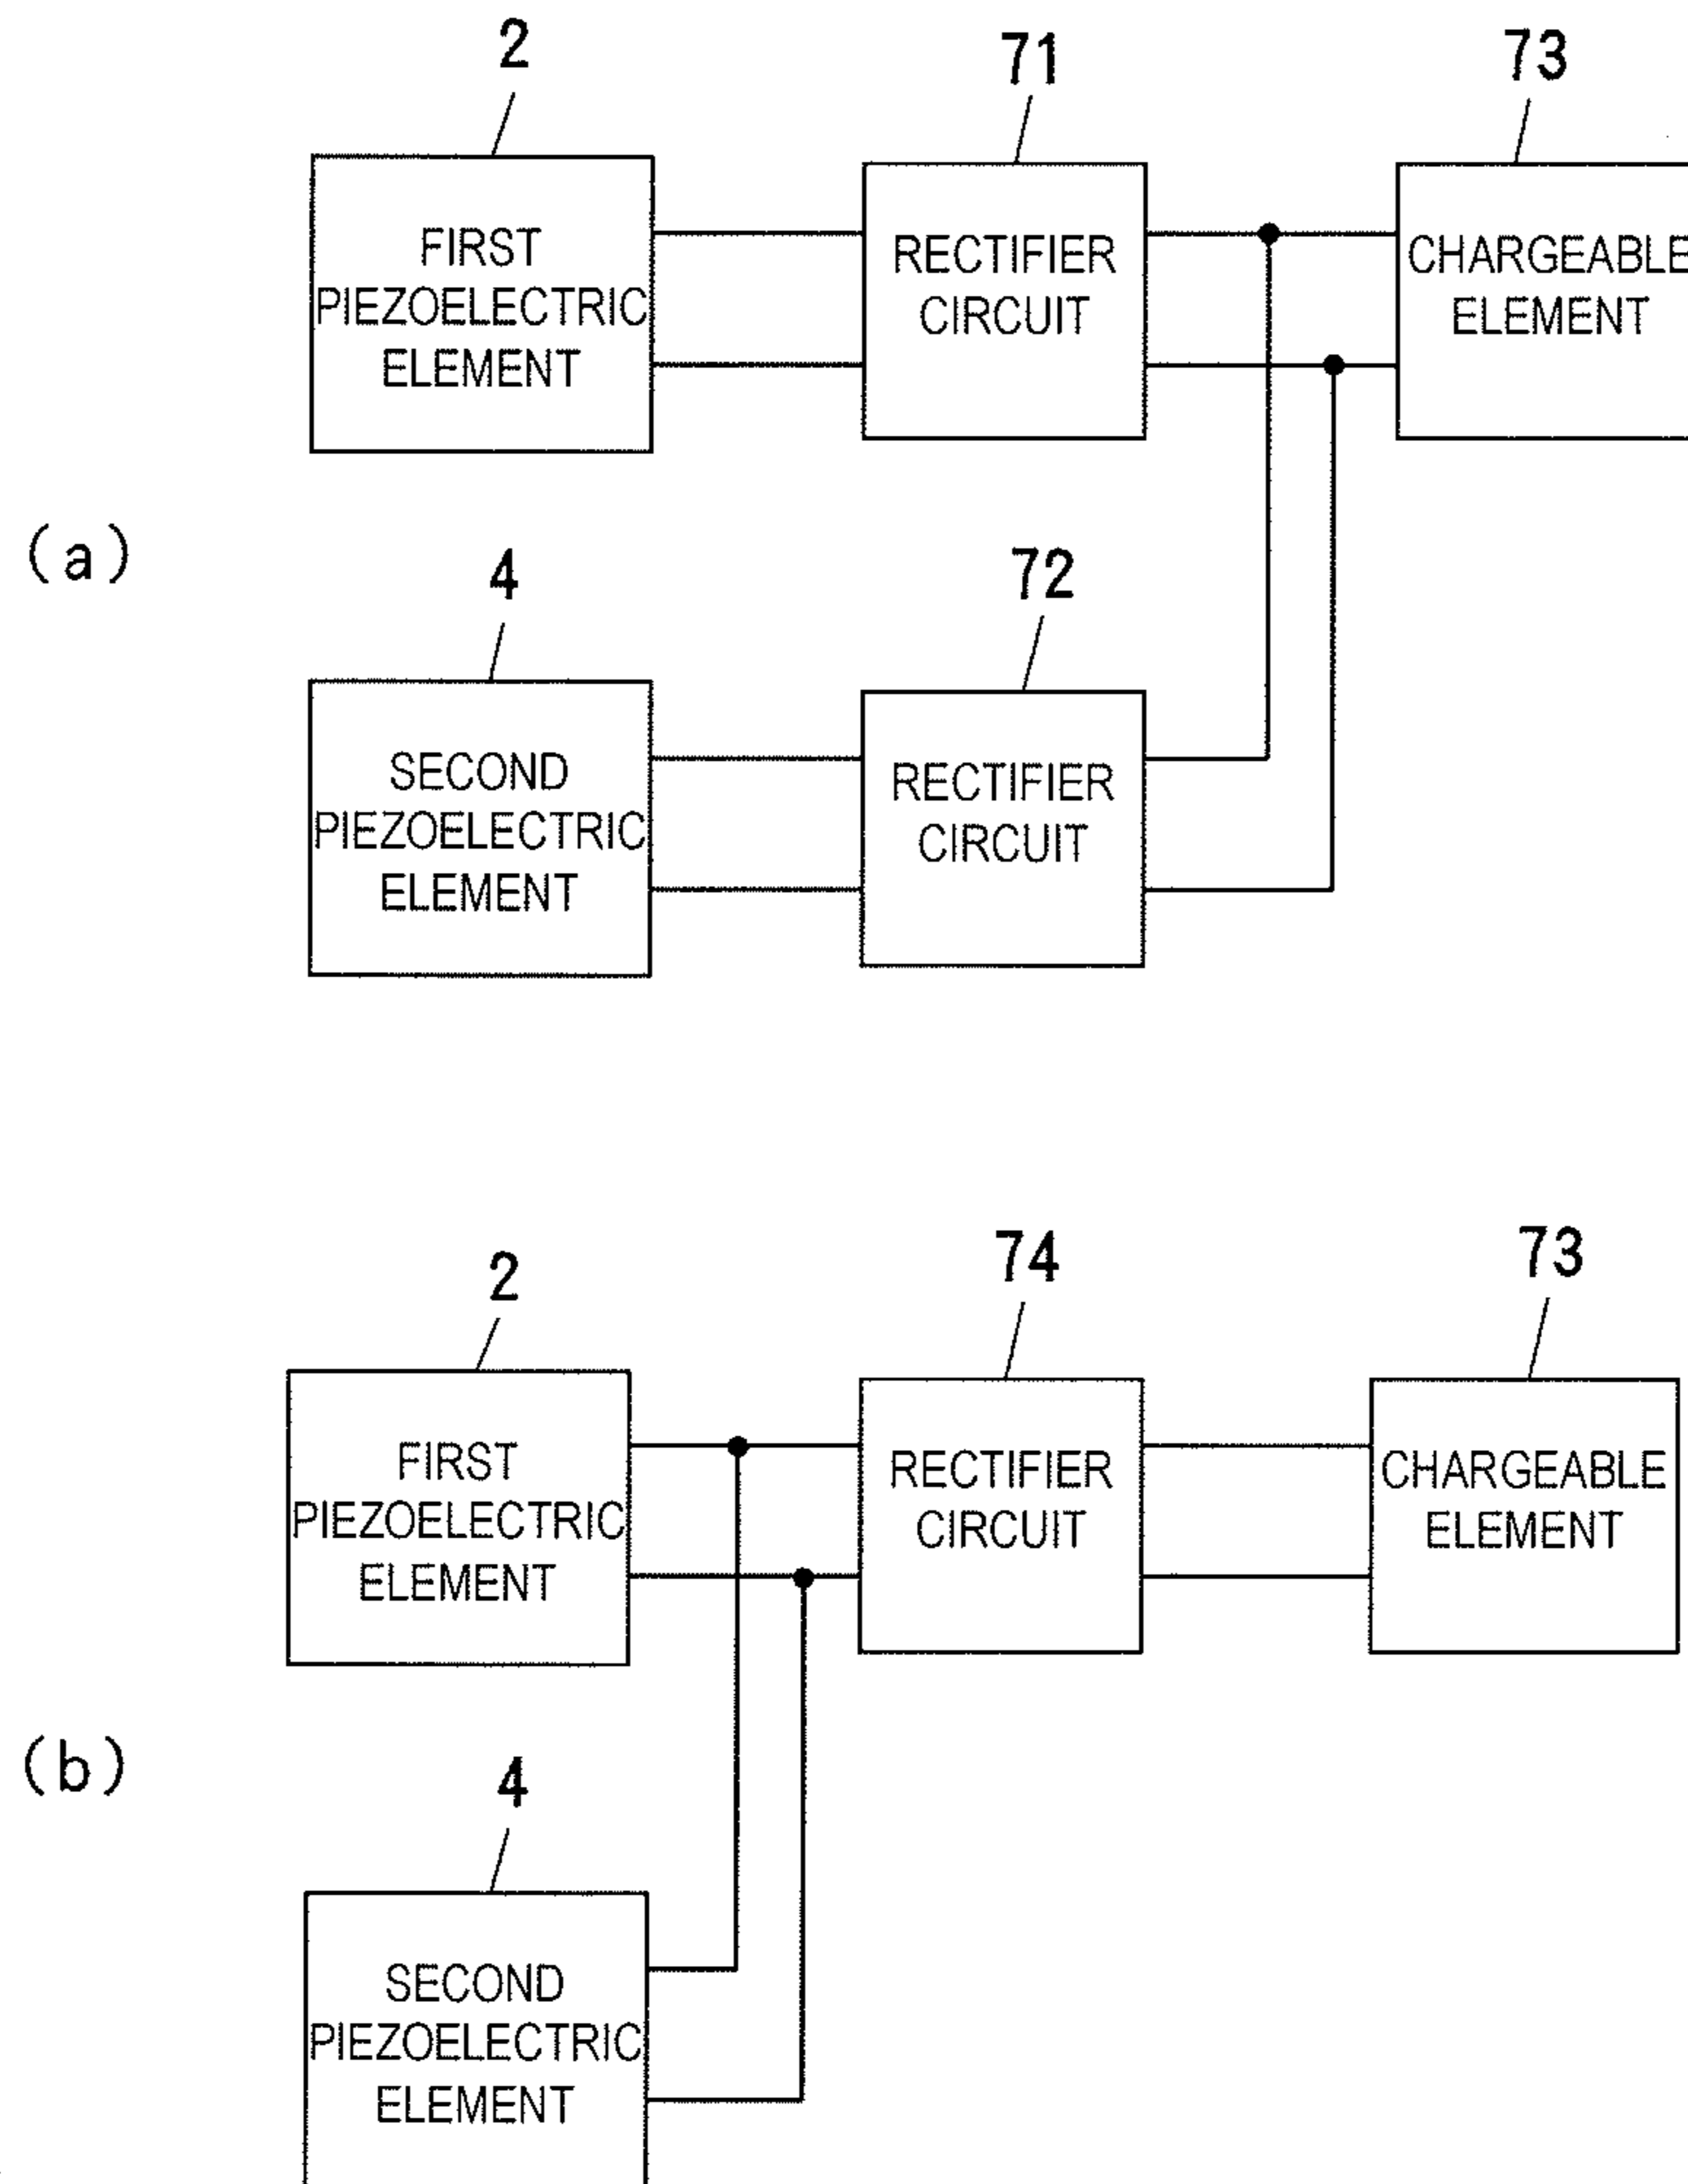 2
71
73
FIRST
PIEZOELECTRIC
ELEMENT
RECTIFIER
CIRCUIT
CHARGEABLE
ELEMENT
(a)
4
72
SECOND
PIEZOELECTRIC
ELEMENT
RECTIFIER
CIRCUIT
2
74
73
FIRST
PIEZOELECTRIC
ELEMENT
RECTIFIER
CIRCUIT
CHARGEABLE
ELEMENT
(b)
4
SECOND
PIEZOELECTRIC
ELEMENT